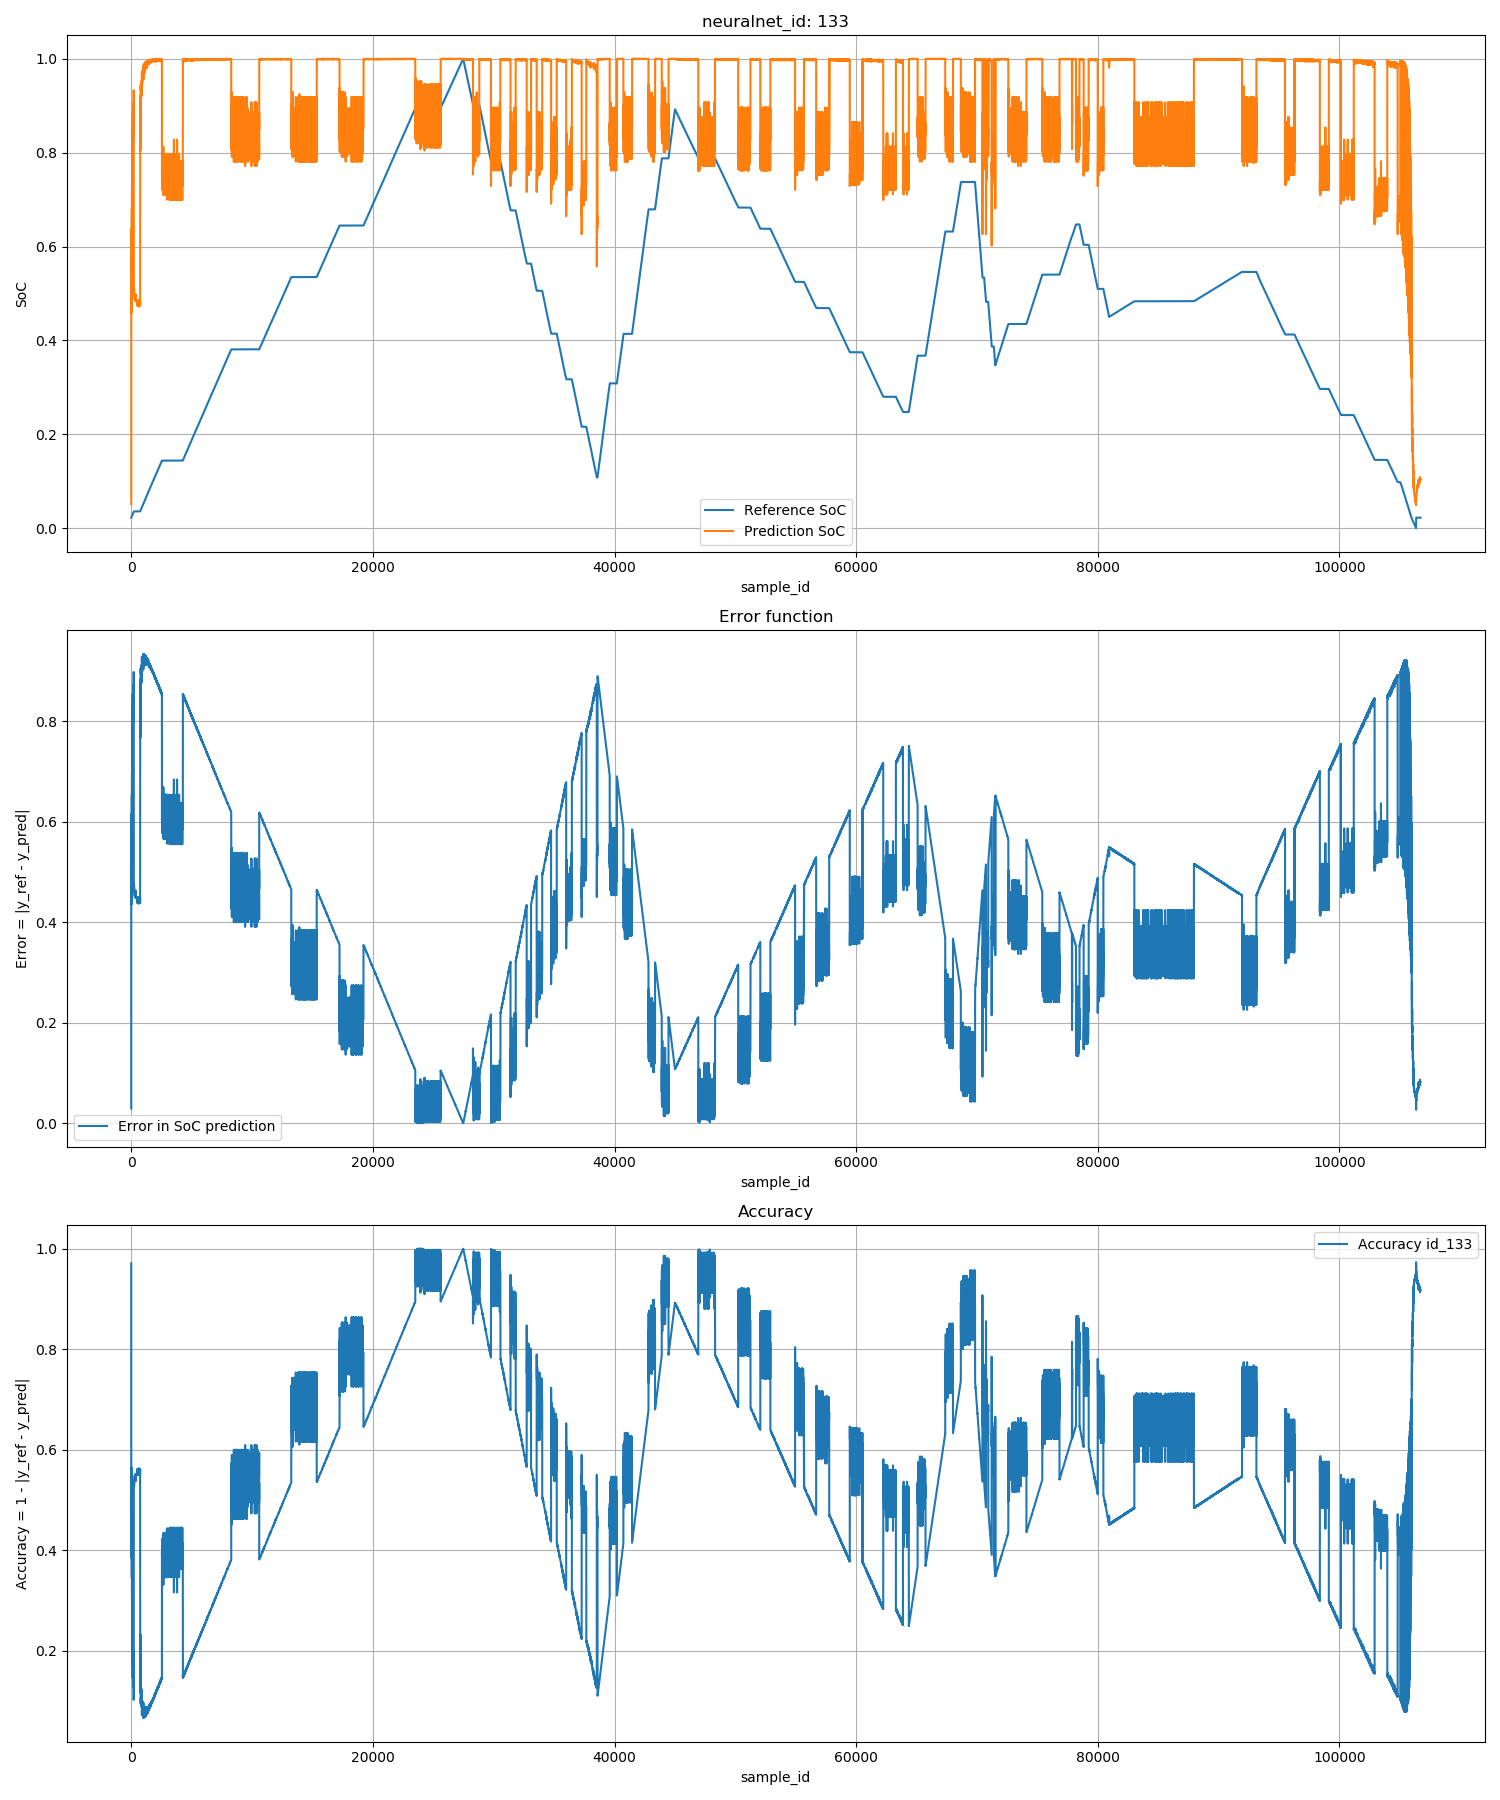 neuralnet_id: 133
1.0
0.8
0.6
0.4
0.2
0.0
SoC
Reference SoC
Prediction SoC
0 20000 40000 60000 80000 100000
sample_id
Error function
0.8
0.6
0.4
0.2
0.0
Error = |y_ref - y_pred|
Error in SoC prediction
0 20000 40000 60000 80000 100000
sample_id
Accuracy
1.0
0.8
0.6
0.4
0.2
Accuracy = 1 - |y_ref - y_pred|
Accuracy id_133
0 20000 40000 60000 80000 100000
sample_id